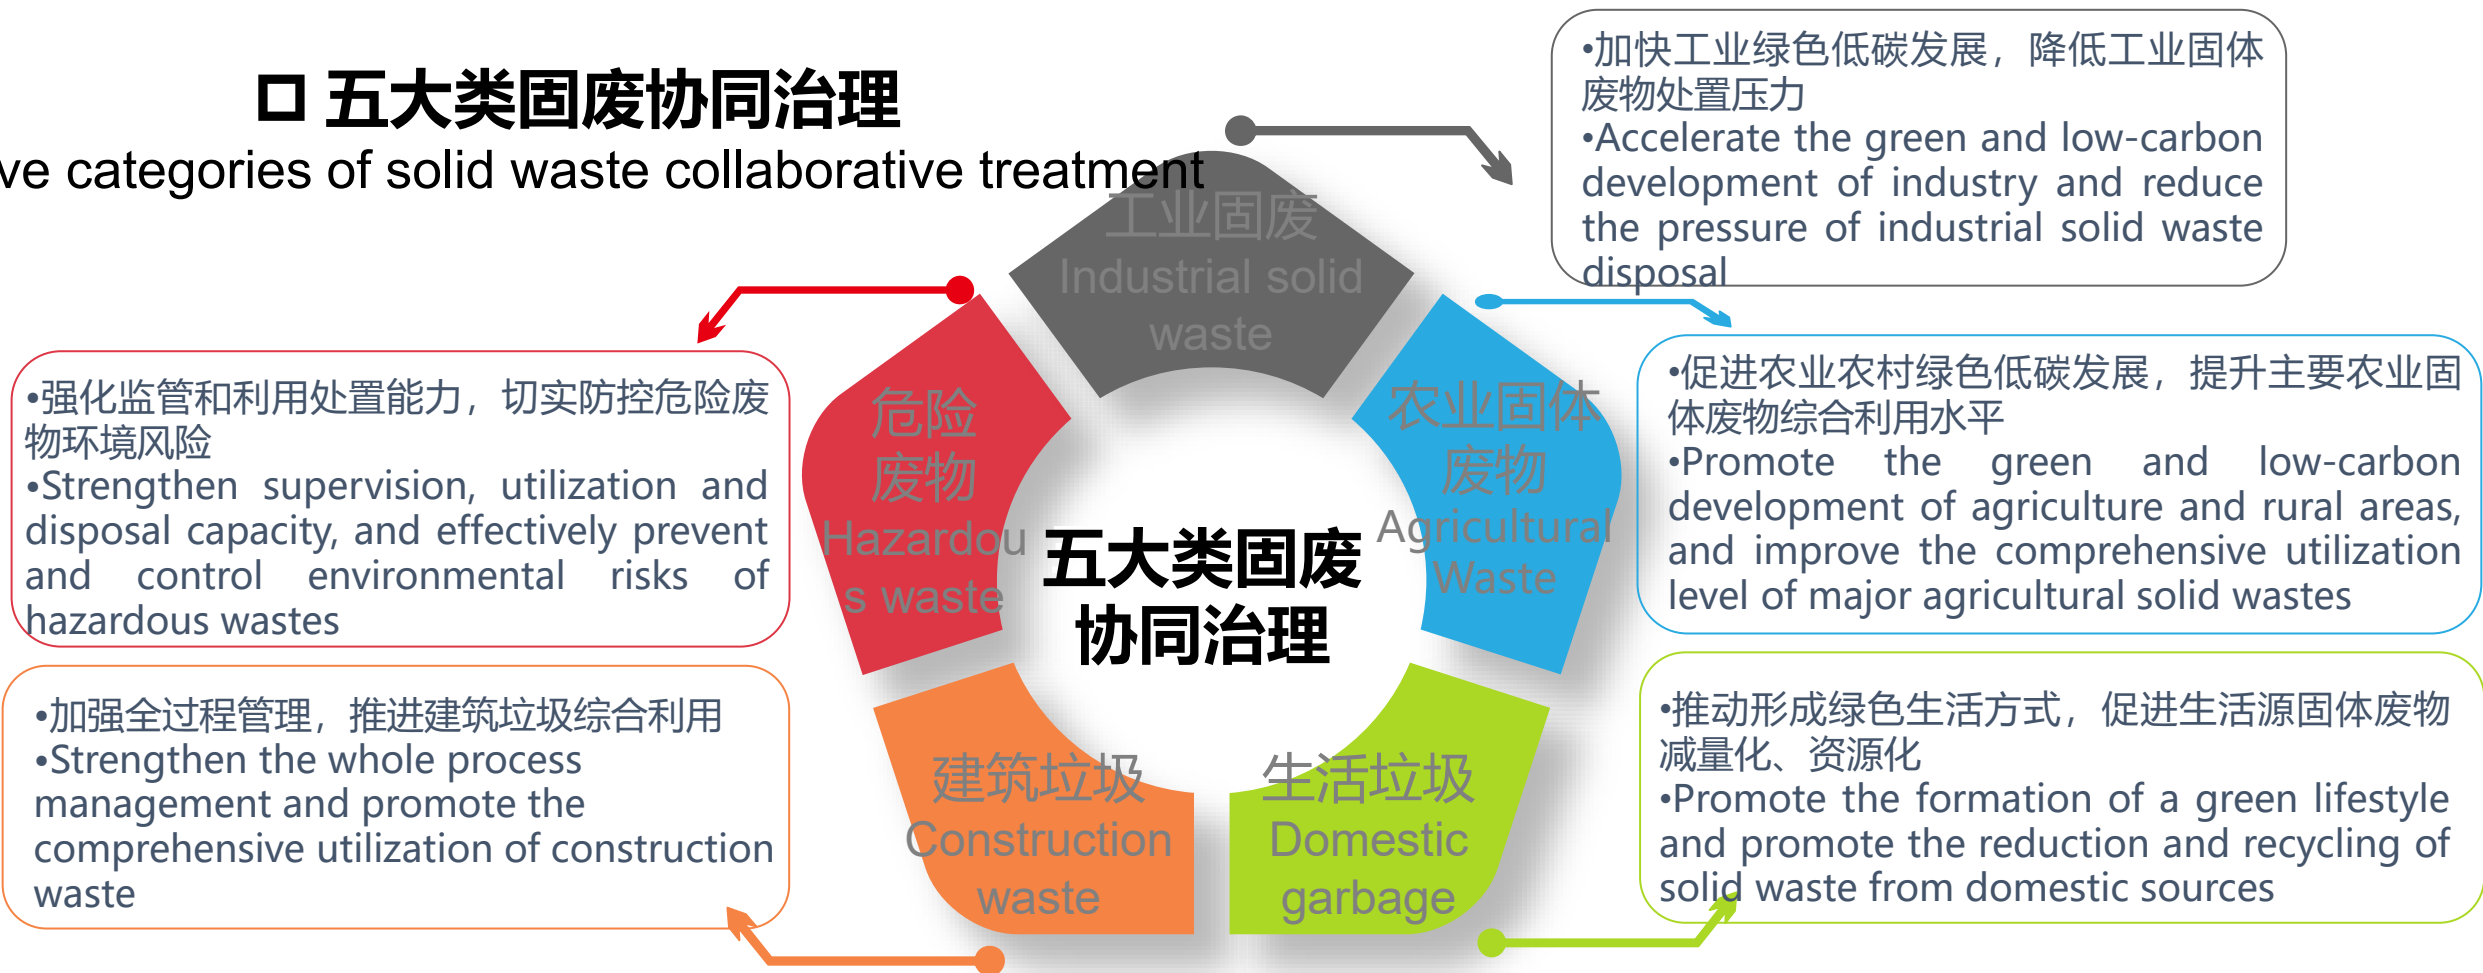 五大类固废协同治理
ve categories of solid waste collaborative treatment
•加快工业绿色低碳发展，降低工业固体
废物处置压力
•Accelerate the green and low-carbon
development of industry and reduce
the pressure of industrial solid waste
disposal
工业固废
Industrial solid
waste
•强化监管和利用处置能力，切实防控危险废
物环境风险
•Strengthen supervision, utilization and
disposal capacity, and effectively prevent
and control environmental risks of
hazardous wastes
危险
废物
Hazardou
s waste
农业固体
废物
Agricultural
Waste
•促进农业农村绿色低碳发展，提升主要农业固
体废物综合利用水平
•Promote the green and low-carbon
development of agriculture and rural areas,
and improve the comprehensive utilization
level of major agricultural solid wastes
五大类固废
协同治理
•加强全过程管理，推进建筑垃圾综合利用
•Strengthen the whole process
management and promote the
comprehensive utilization of construction
waste
建筑垃圾
Construction
waste
生活垃圾
Domestic
garbage
•推动形成绿色生活方式，促进生活源固体废物
减量化、资源化
•Promote the formation of a green lifestyle
and promote the reduction and recycling of
solid waste from domestic sources